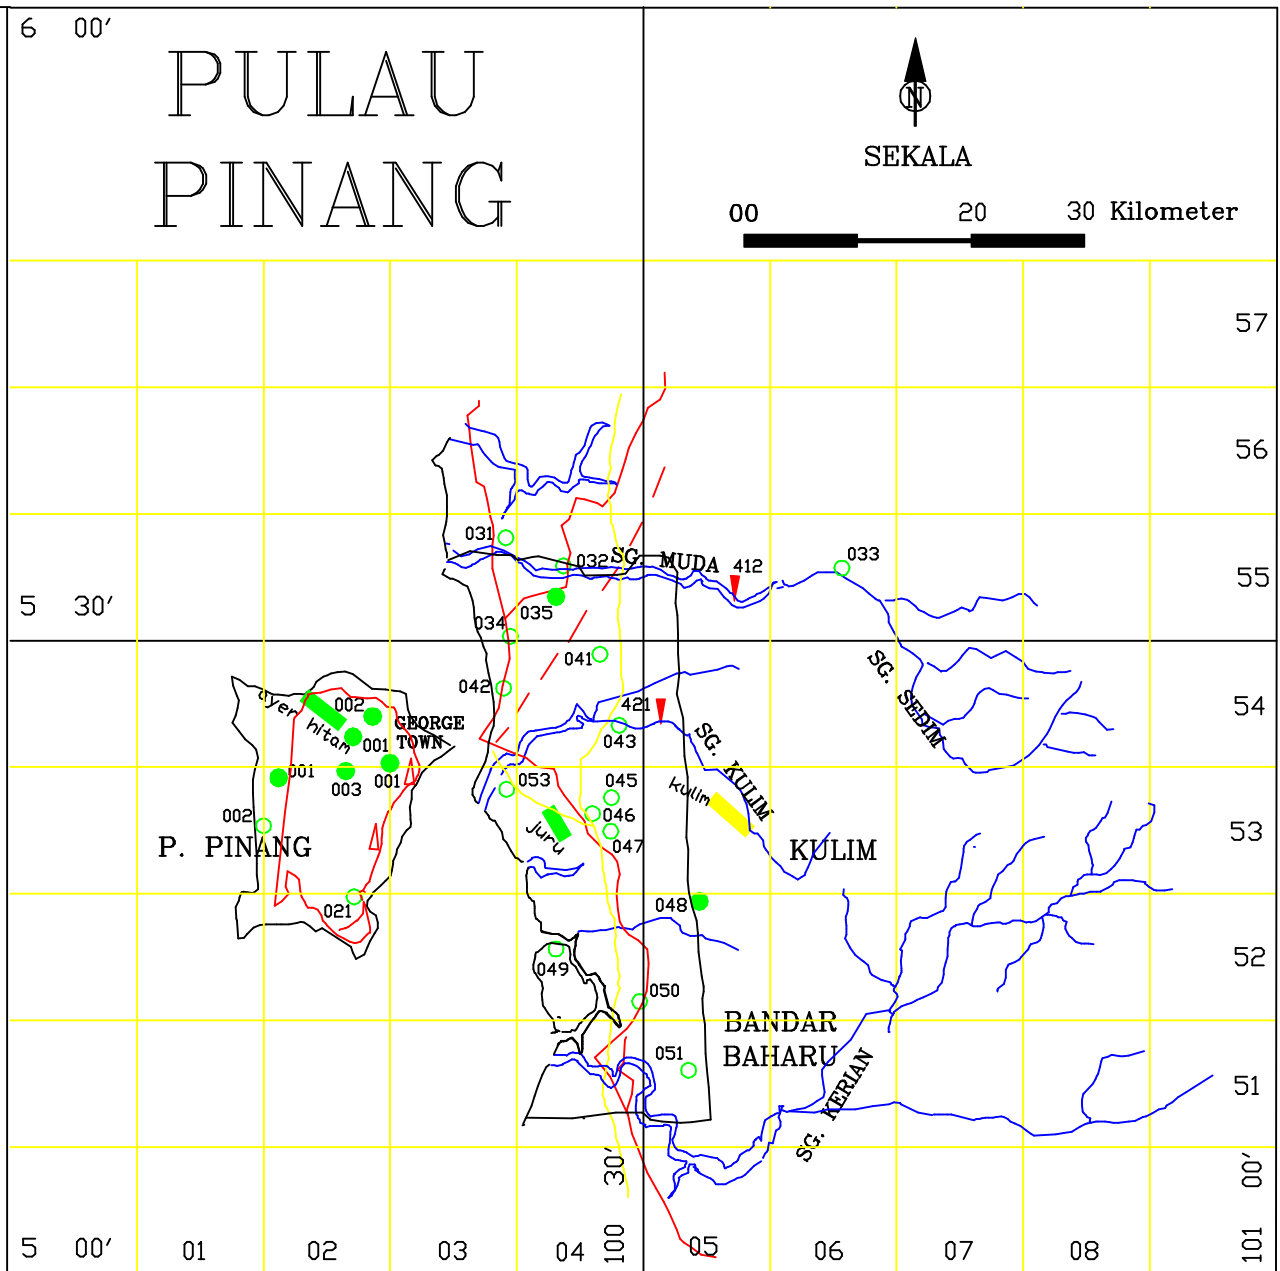 6 00'
PULAU
PINANG
N
SEKALA
00 20 30 Kilometer
57
56
031
032
SG. MUDA
412
033
55
5 30'
035
034
041
042
SG. SEDIM
54
ayer hitam
002
GEORGE
TOWN
001
001
001
003
002
P. PINANG
021
421
043
SG. KULIM
053
045
046
047
juru
kulim
KULIM
53
048
049
52
050
BANDAR
BAHARU
051
SG. KERIAN
51
30'
00'
5 00'
01
02
03
04
100
05
06
07
08
101